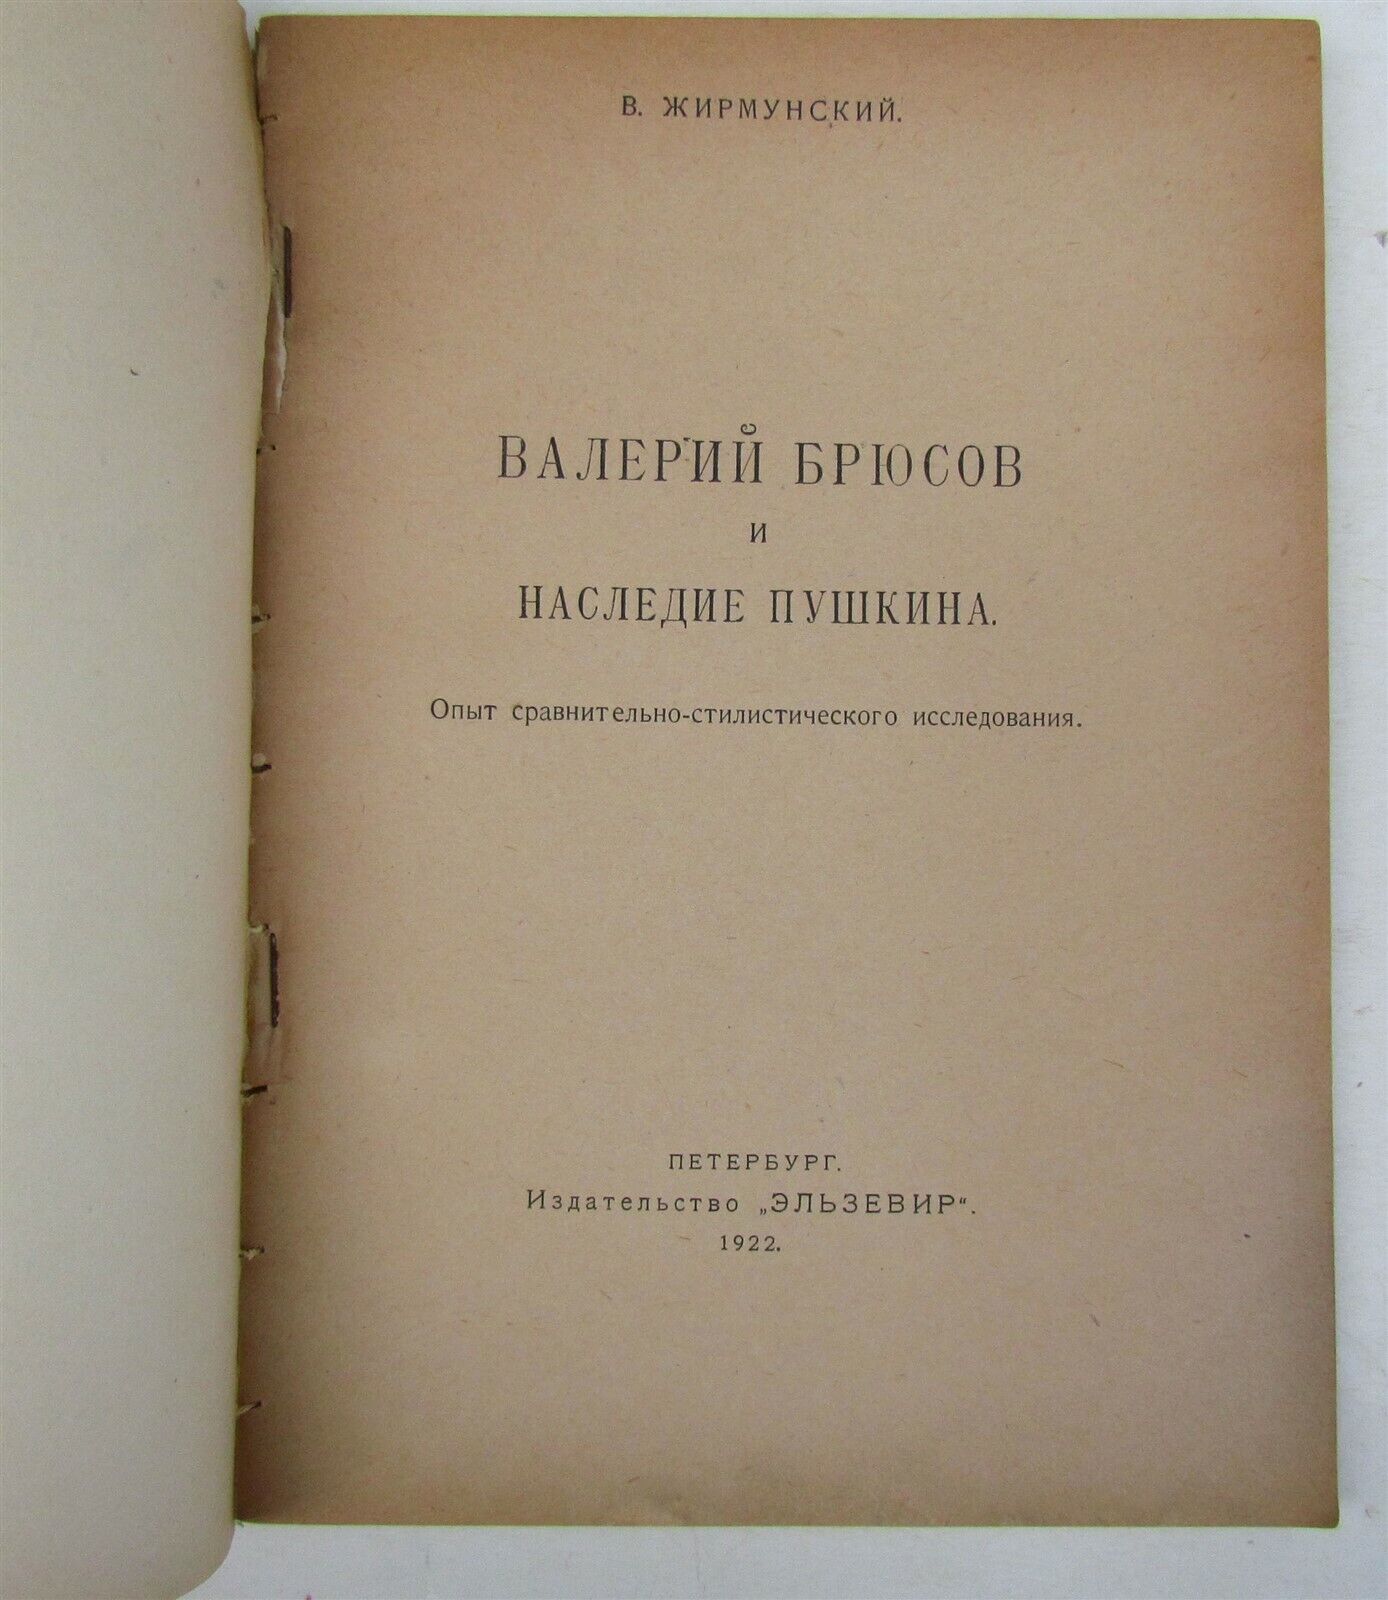 В. ЖИРМУНСКИЙ.
ВАЛЕРИЙ БРЮСОВ
И
НАСЛЕДИЕ ПУШКИНА.
Опыт сравнительно-стилистического исследования.
ПЕТЕРБУРГ.
Издательство „ЭЛЬЗЕВИР“.
1922.